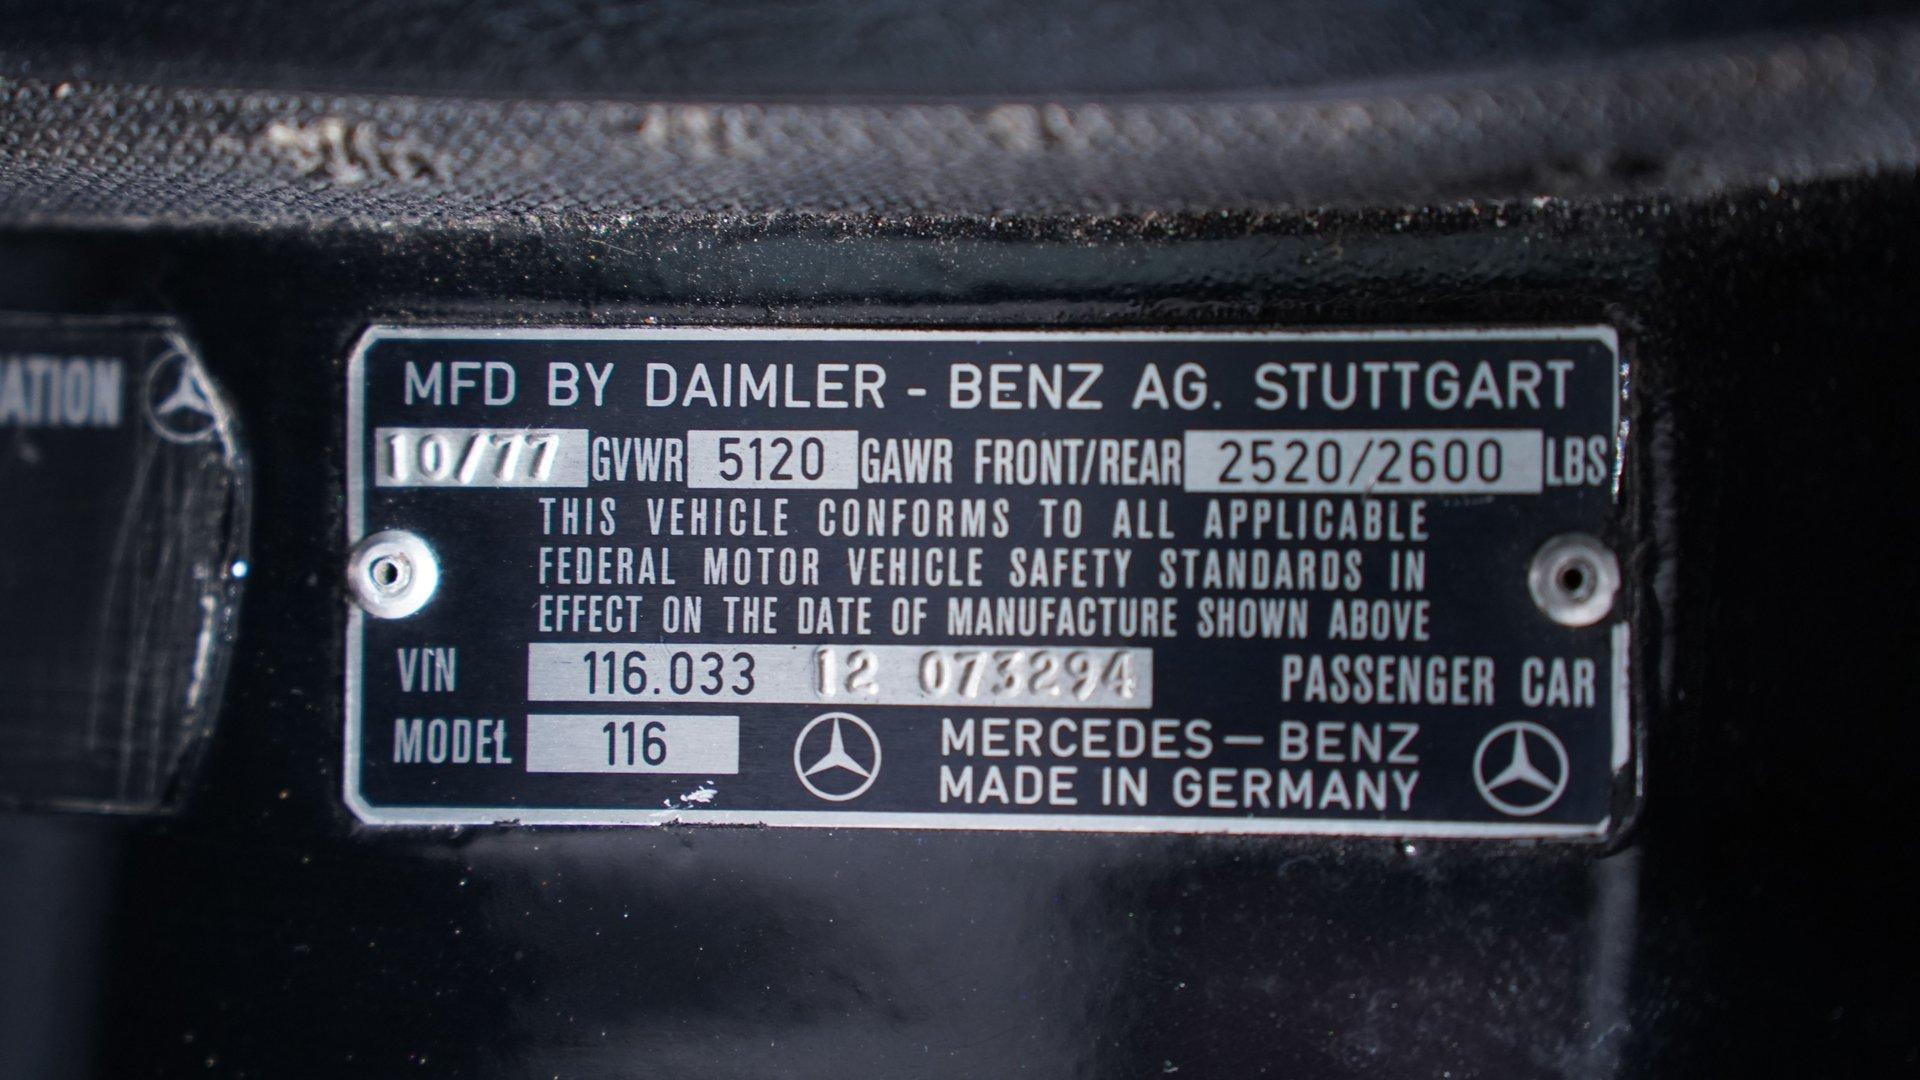 ATION
MFD BY DAIMLER - BENZ AG. STUTTGART
10/77 GVWR 5120 GAWR FRONT/REAR 2520/2600 LBS
THIS VEHICLE CONFORMS TO ALL APPLICABLE
FEDERAL MOTOR VEHICLE SAFETY STANDARDS IN
EFFECT ON THE DATE OF MANUFACTURE SHOWN ABOVE
VIN 116.033 12 073294 PASSENGER CAR
MODEL 116 MERCEDES—BENZ
MADE IN GERMANY